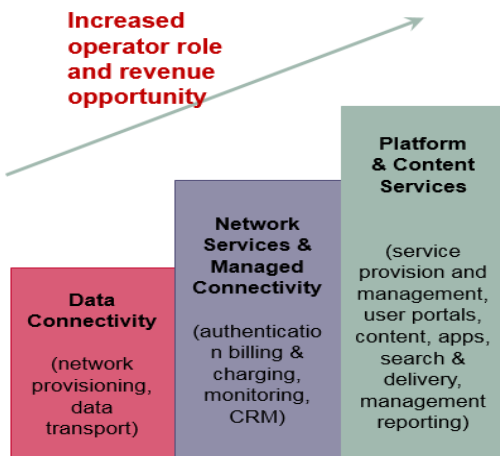 Increased
operator role
and revenue
opportunity
Data
Connectivity
(network
provisioning,
data
transport)
Network
Services &
Managed
Connectivity
(authenticatio
n billing &
charging,
monitoring,
CRM)
Platform
& Content
Services
(service
provision and
management,
user portals,
content, apps,
search &
delivery,
management
reporting)